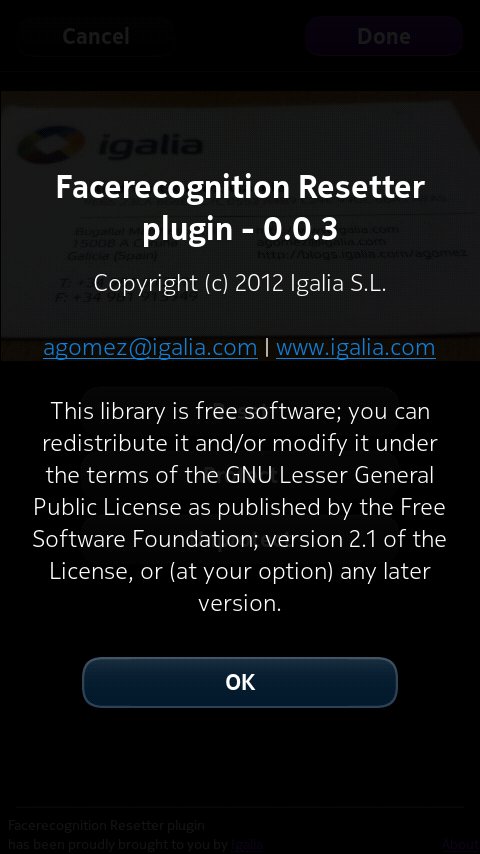 Cancel
Done
igalia
Facerecognition Resetter
plugin - 0.0.3
Copyright (c) 2012 Igalia S.L.
agomez@igalia.com | www.igalia.com
This library is free software; you can
redistribute it and/or modify it under
the terms of the GNU Lesser General
Public License as published by the Free
Software Foundation; version 2.1 of the
License, or (at your option) any later
version.
OK
Facerecognition Resetter plugin
has been proudly brought to you by Igalia
About